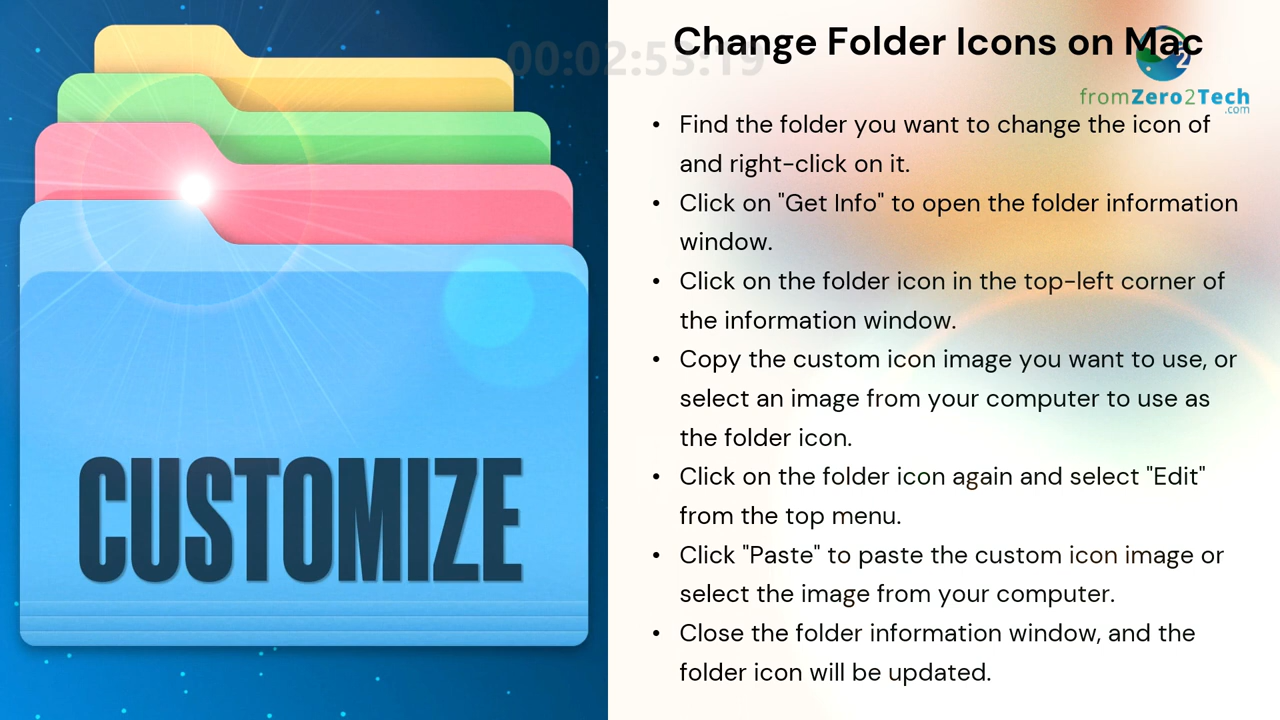 Change Folder Icons on Mac
00:02:53:19
2
fromZero2Tech
.com
• Find the folder you want to change the icon of
and right-click on it.
• Click on "Get Info" to open the folder information
window.
• Click on the folder icon in the top-left corner of
the information window.
• Copy the custom icon image you want to use, or
select an image from your computer to use as
the folder icon.
• Click on the folder icon again and select "Edit"
from the top menu.
• Click "Paste" to paste the custom icon image or
select the image from your computer.
• Close the folder information window, and the
folder icon will be updated.
CUSTOMIZE